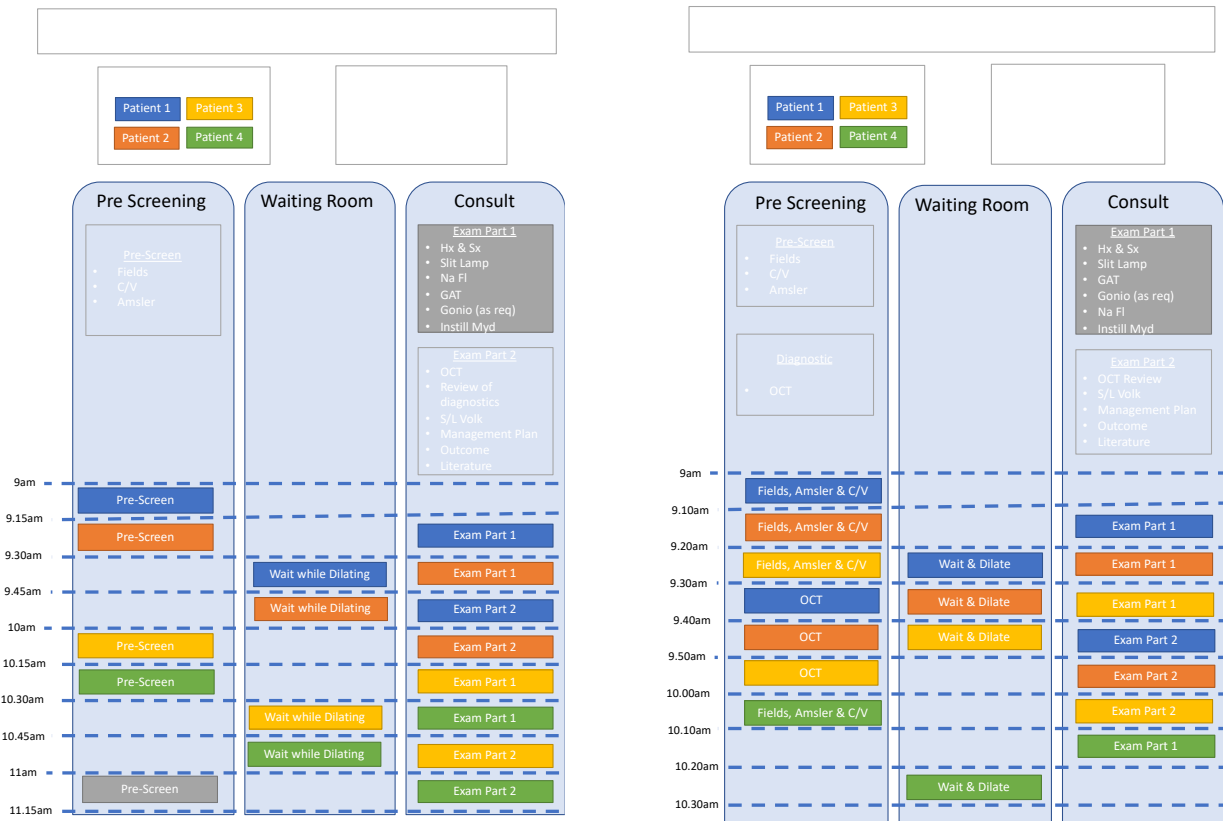 Patient 1
Patient 3
Patient 2
Patient 4
Pre Screening
Waiting Room
Consult
Pre-Screen
• Fields
• C/V
• Amsler
Exam Part 1
• Hx & Sx
• Slit Lamp
• Na Fl
• GAT
• Gonio (as req)
• Instill Myd
Exam Part 2
• OCT
• Review of
diagnostics
• S/L Volk
• Management Plan
• Outcome
• Literature
9am
Pre-Screen
9.15am
Pre-Screen
Exam Part 1
9.30am
Wait while Dilating
Exam Part 1
9.45am
Wait while Dilating
Exam Part 2
10am
Pre-Screen
Exam Part 2
10.15am
Pre-Screen
Exam Part 1
10.30am
Wait while Dilating
Exam Part 1
10.45am
Wait while Dilating
Exam Part 2
11am
Pre-Screen
Exam Part 2
11.15am
Patient 1
Patient 3
Patient 2
Patient 4
Pre Screening
Waiting Room
Consult
Pre-Screen
• Fields
• C/V
• Amsler
Diagnostic
• OCT
Exam Part 1
• Hx & Sx
• Slit Lamp
• GAT
• Gonio (as req)
• Na Fl
• Instill Myd
Exam Part 2
• OCT Review
• S/L Volk
• Management Plan
• Outcome
• Literature
9am
Fields, Amsler & C/V
9.10am
Fields, Amsler & C/V
Exam Part 1
9.20am
Fields, Amsler & C/V
Wait & Dilate
Exam Part 1
9.30am
OCT
Wait & Dilate
Exam Part 1
9.40am
OCT
Wait & Dilate
Exam Part 2
9.50am
OCT
Exam Part 2
10.00am
Fields, Amsler & C/V
Exam Part 2
10.10am
Exam Part 1
10.20am
Wait & Dilate
10.30am